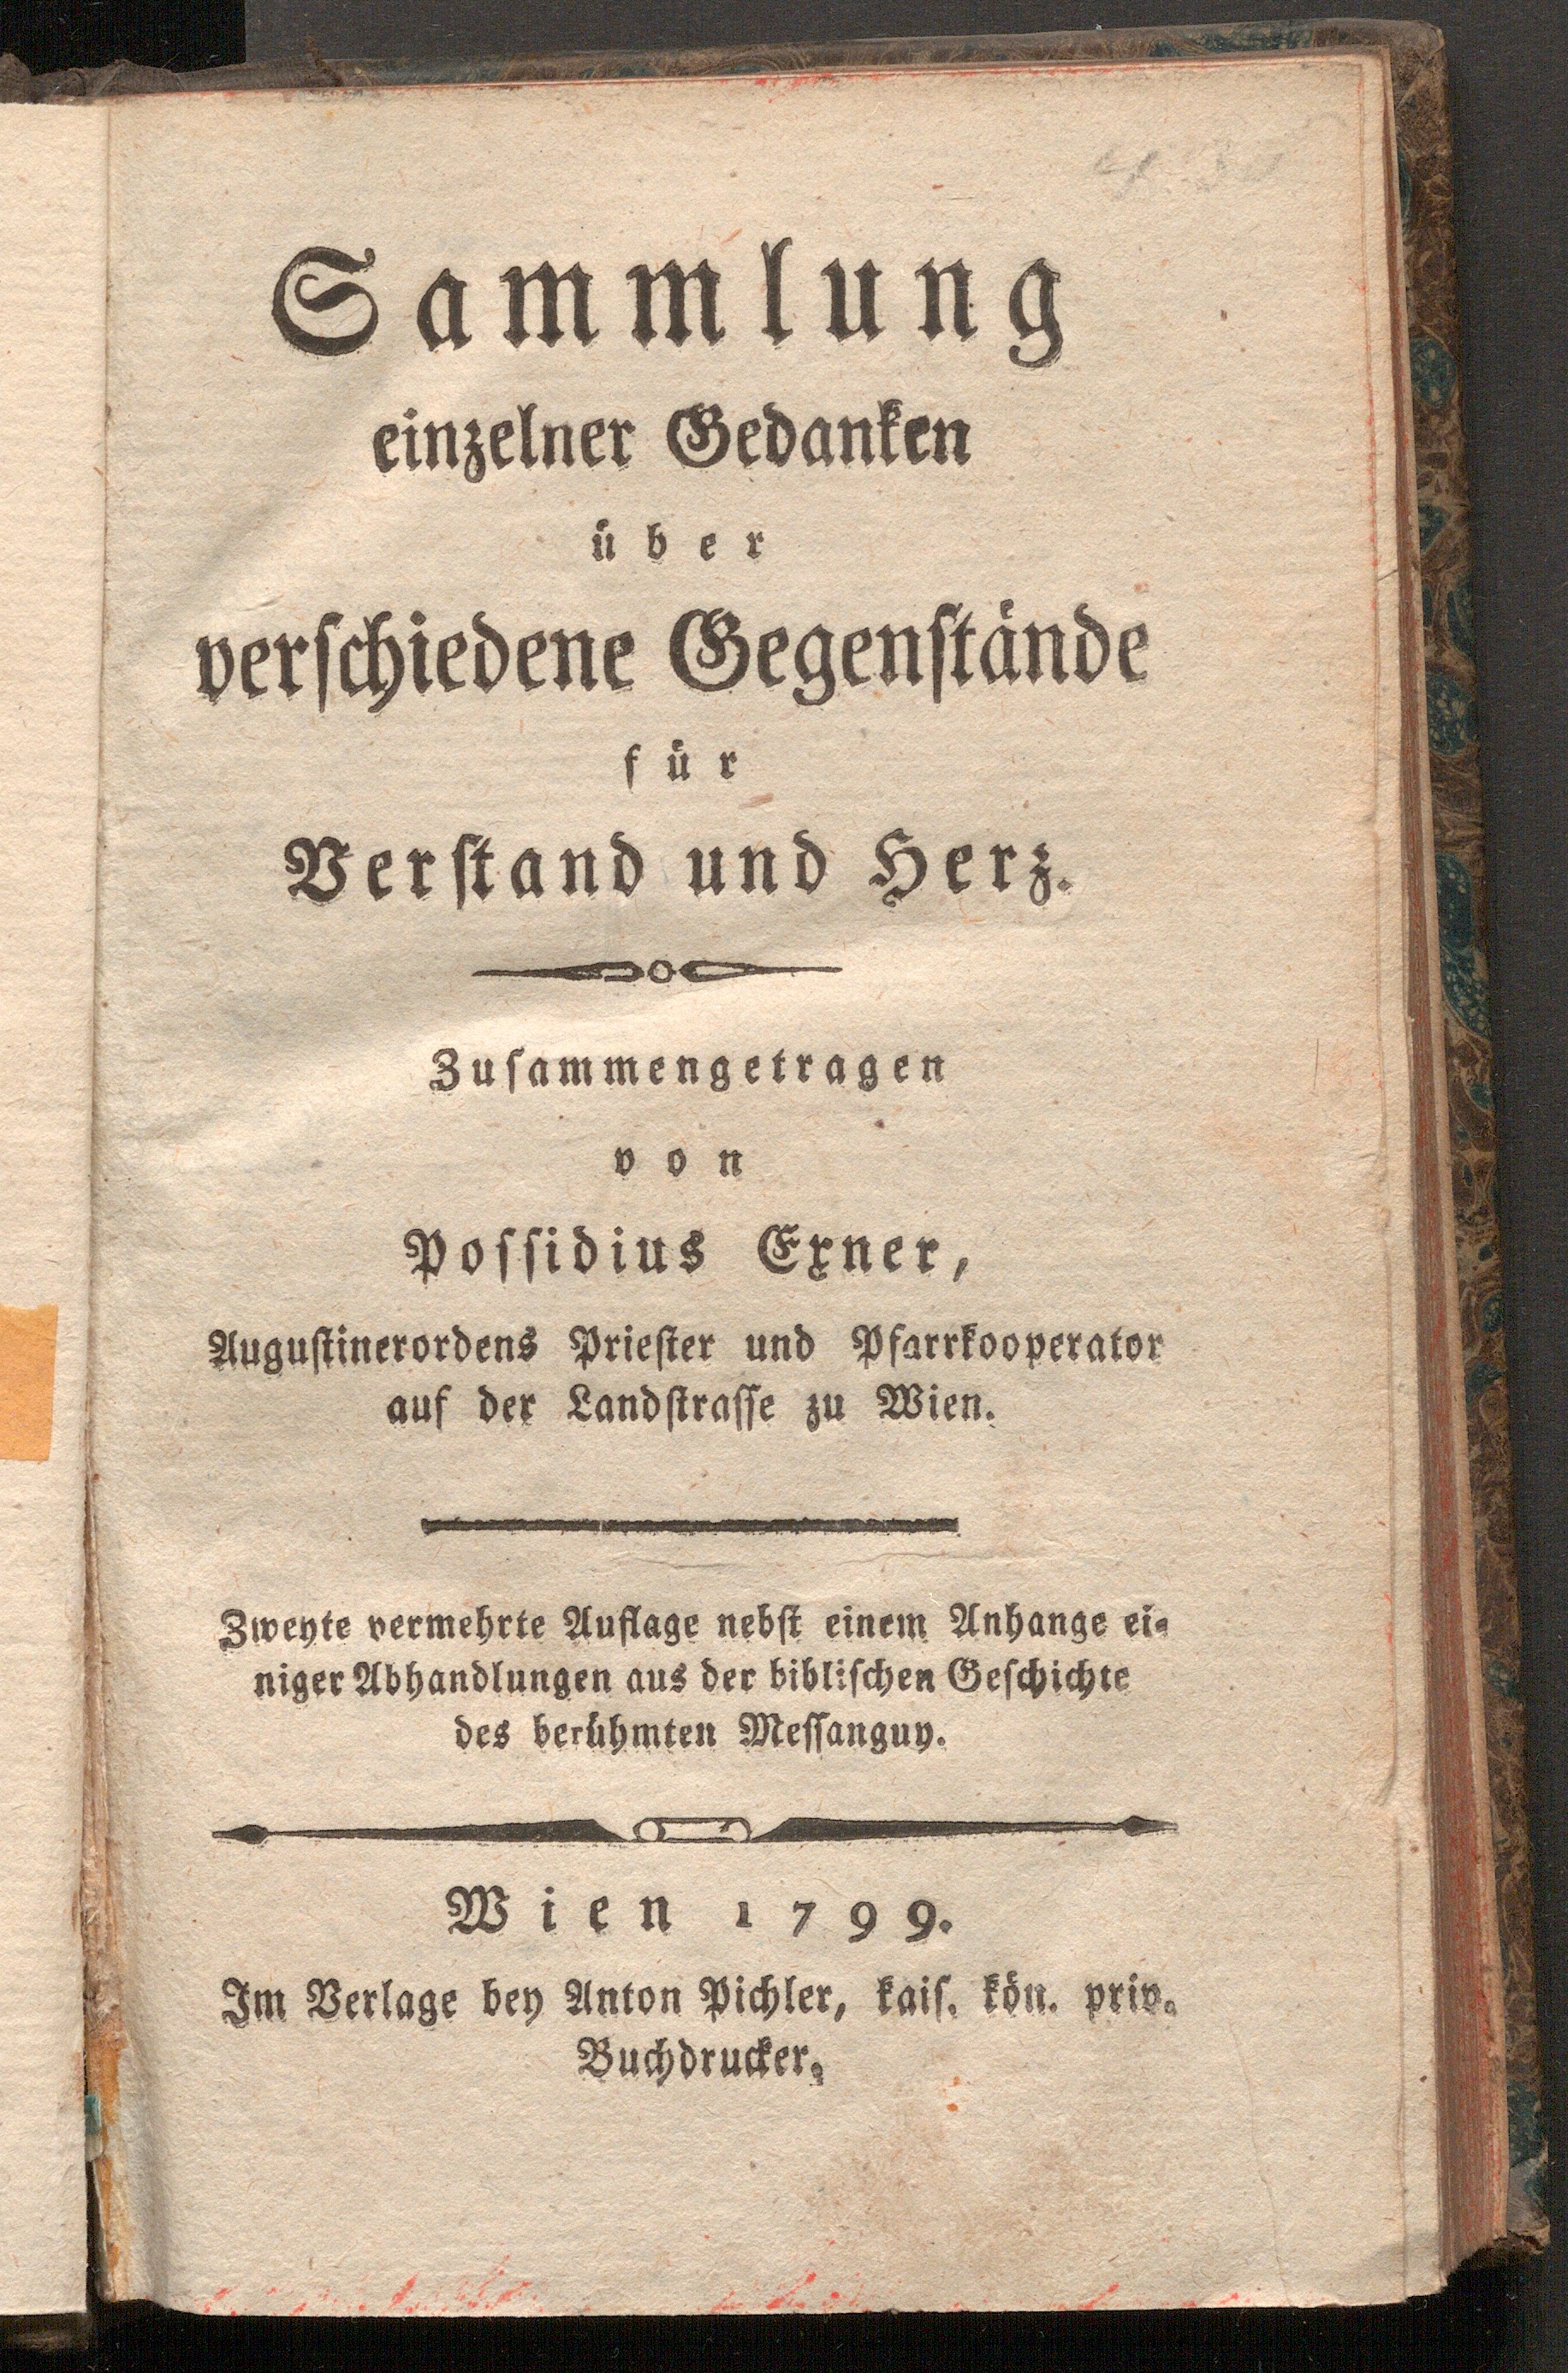 Sammlung
einzelner Gedanken
über
verſchiedene Gegenſtände
für
Verſtand und Herz.
Zuſammengetragen
von
Poſſidius Exner,
Auguſtinerordens Prieſter und Pfarrkooperator
auf der Landſtraſſe zu Wien.
Zweyte vermehrte Auflage nebſt einem Anhange ei-
niger Abhandlungen aus der bibliſchen Geſchichte
des berühmten Meſſanguy.
Wien 1799.
Im Verlage bey Anton Pichler, kaiſ. kön. priv.
Buchdrucker.